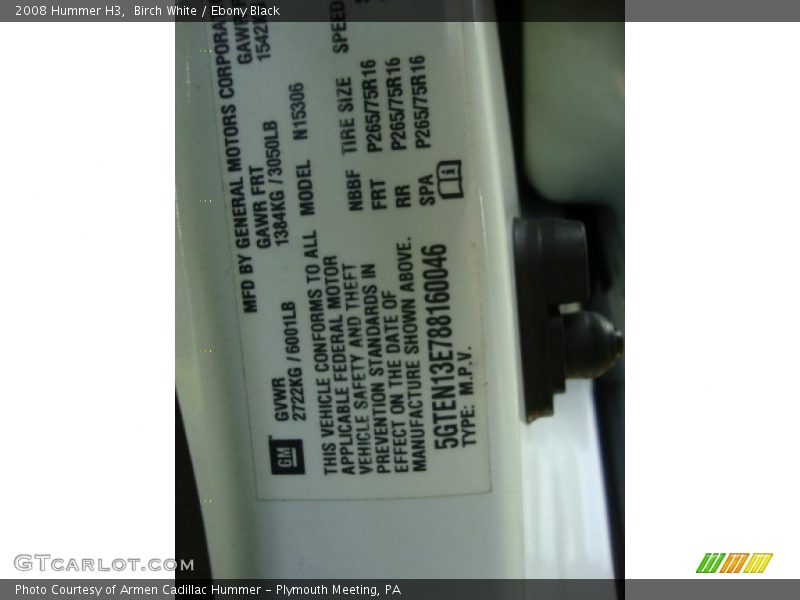 2008 Hummer H3,  Birch White / Ebony Black
MFD BY GENERAL MOTORS CORPORAT
GVWR GAWR FRT GAWR
2722KG / 6001LB 1384KG / 3050LB 1542K
MODEL N15306
GM
THIS VEHICLE CONFORMS TO ALL
APPLICABLE FEDERAL MOTOR
VEHICLE SAFETY AND THEFT
PREVENTION STANDARDS IN
EFFECT ON THE DATE OF
MANUFACTURE SHOWN ABOVE.
NBBF TIRE SIZE SPEED
FRT P265/75R16
RR P265/75R16
SPA P265/75R16
5GTEN13E788160046
TYPE: M.P.V.
GTCARLOT.COM
Photo Courtesy of Armen Cadillac Hummer – Plymouth Meeting, PA